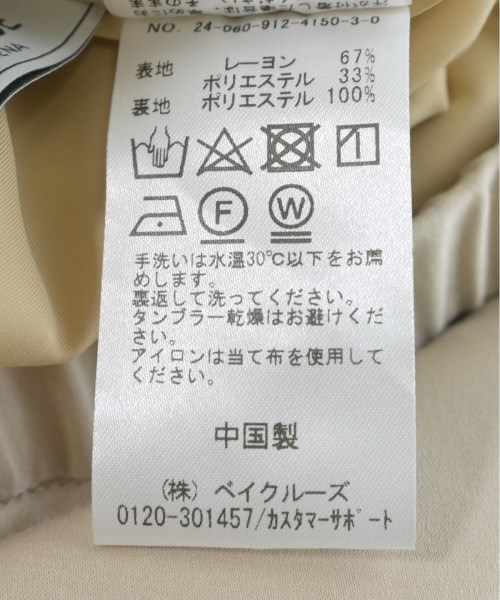 NO. 24-060-912-4150-3-0
表地 レーヨン 67%
ポリエステル 33%
裏地 ポリエステル 100%
F W
手洗いは水温30℃以下をお薦
めします。
裏返して洗ってください。
タンブラー乾燥はお避けくだ
さい。
アイロンは当て布を使用して
ください。
中国製
(株) ベイクルーズ
0120-301457/ｶｽﾀﾏｰｻﾎﾟｰﾄ